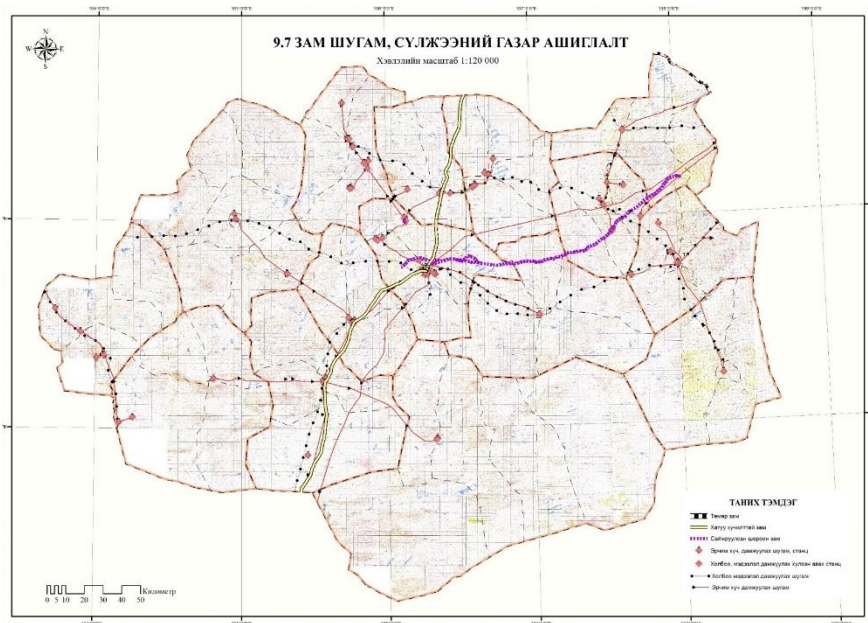 N
W E
S
9.7 ЗАМ ШУГАМ, СҮЛЖЭЭНИЙ ГАЗАР АШИГЛАЛТ
Хэвлэлийн масштаб 1:120 000
ТАНИХ ТЭМДЭГ
Төмөр зам
Хатуу хучилттай зам
Сайжруулсан шороон зам
Эрчим хүч, дамжуулах шугам, станц
Холбоо, мэдээлэл дамжуулах хүлээн авах станц
Холбоо мэдээлэл дамжуулах шугам
Эрчим хүч дамжуулах шугам
Километр
0 5 10 20 30 40 50